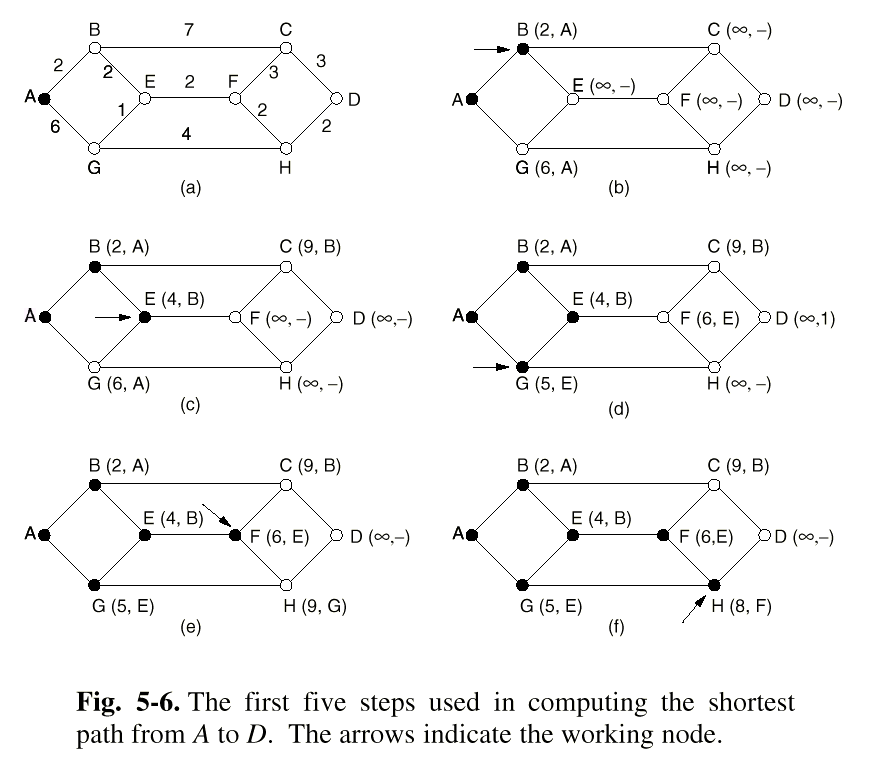 B 7 C
2 2 3 3
A E 2 F D
1 2
6 4 2
G H
(a)
B (2, A) C (∞, –)
A E (∞, –) F (∞, –) D (∞, –)
G (6, A) H (∞, –)
(b)
B (2, A) C (9, B)
E (4, B)
A F (∞, –) D (∞,–)
G (6, A) H (∞, –)
(c)
B (2, A) C (9, B)
E (4, B)
A F (6, E) D (∞,1)
G (5, E) H (∞, –)
(d)
B (2, A) C (9, B)
E (4, B)
A F (6, E) D (∞,–)
G (5, E) H (9, G)
(e)
B (2, A) C (9, B)
E (4, B)
A F (6,E) D (∞,–)
G (5, E) H (8, F)
(f)
Fig. 5-6. The first five steps used in computing the shortest
path from A to D. The arrows indicate the working node.